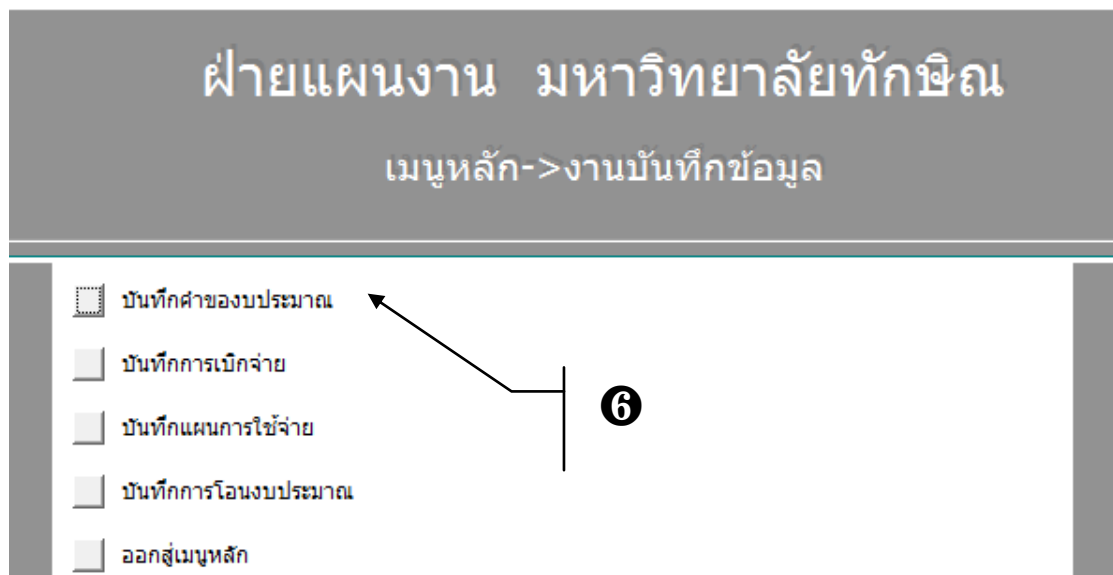 ฝ่ายแผนงาน มหาวิทยาลัยทักษิณ
เมนูหลัก->งานบันทึกข้อมูล
บันทึกคำของบประมาณ
บันทึกการเบิกจ่าย
❻
บันทึกแผนการใช้จ่าย
บันทึกการโอนงบประมาณ
ออกสู่เมนูหลัก